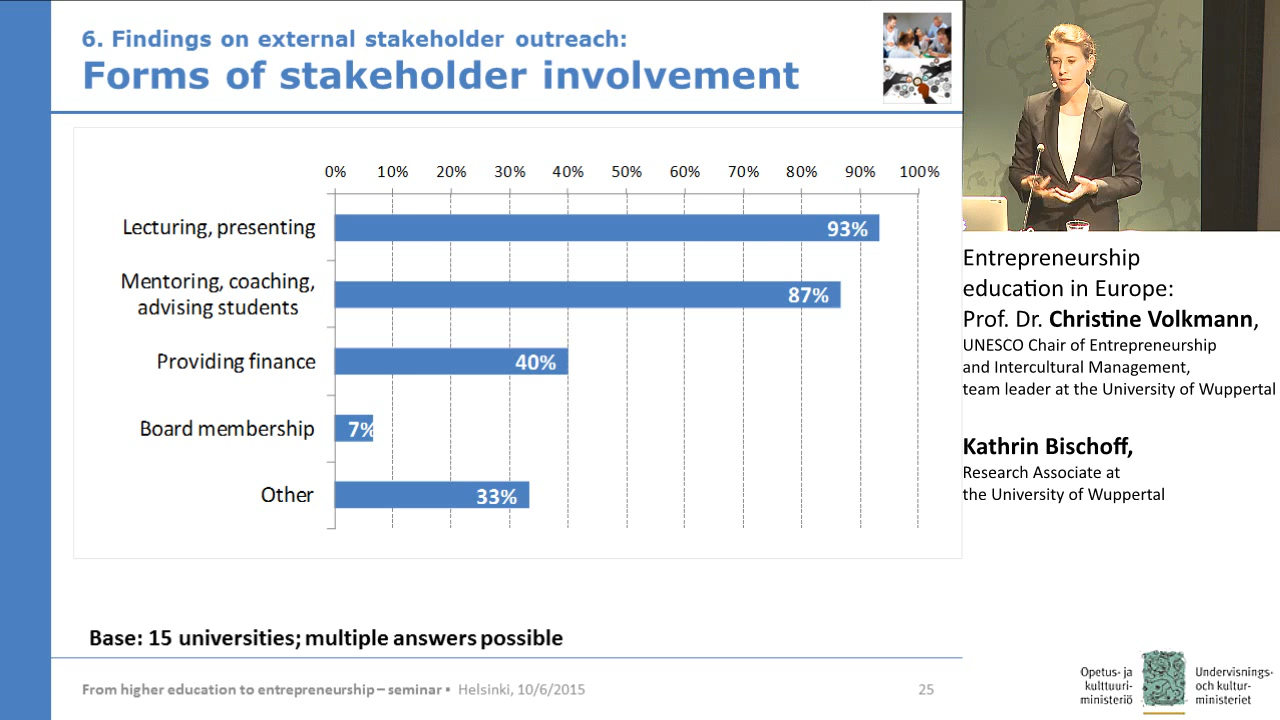 6. Findings on external stakeholder outreach:
Forms of stakeholder involvement
0% 10% 20% 30% 40% 50% 60% 70% 80% 90% 100%
Lecturing, presenting 93%
Mentoring, coaching,
advising students 87%
Providing finance 40%
Board membership 7%
Other 33%
Base: 15 universities; multiple answers possible
From higher education to entrepreneurship – seminar ▪ Helsinki, 10/6/2015 25
Entrepreneurship
education in Europe:
Prof. Dr. Christine Volkmann,
UNESCO Chair of Entrepreneurship
and Intercultural Management,
team leader at the University of Wuppertal
Kathrin Bischoff,
Research Associate at
the University of Wuppertal
Opetus- ja
kulttuuri-
ministeriö
Undervisnings-
och kultur-
ministeriet